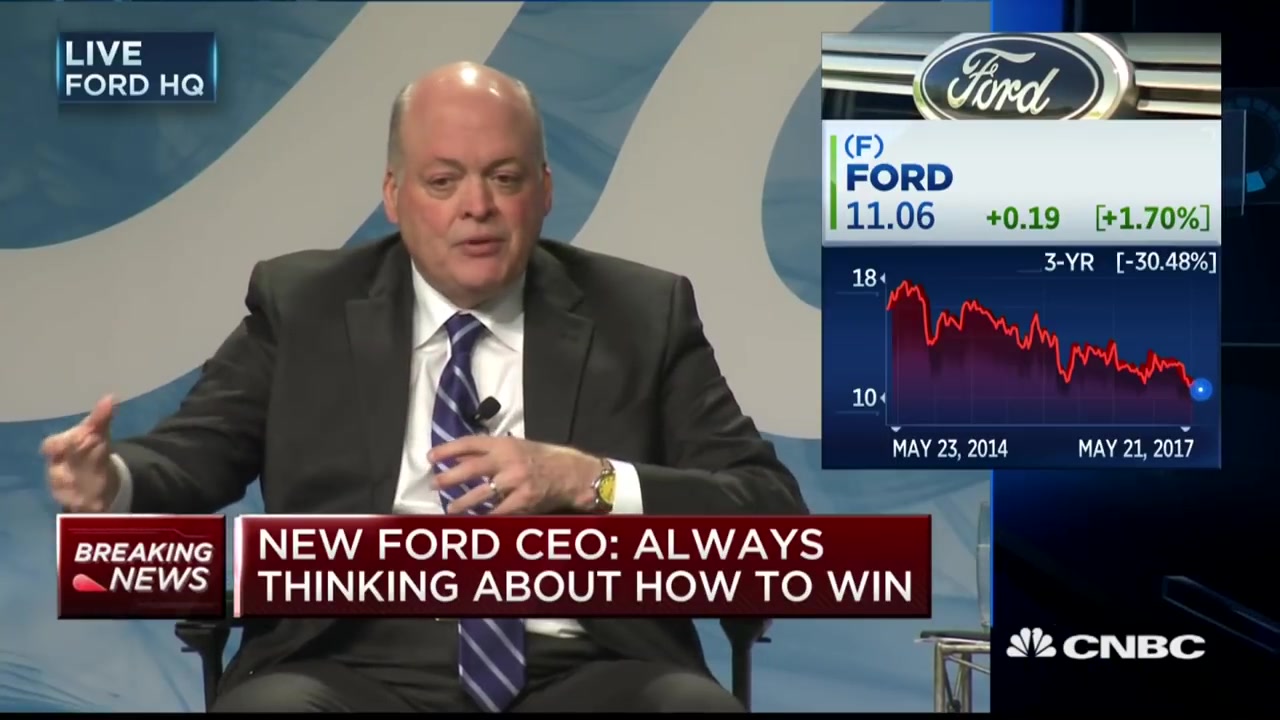 LIVE
FORD HQ
Ford
(F)
FORD
11.06 +0.19 [+1.70%]
3-YR [-30.48%]
18
10
MAY 23, 2014 MAY 21, 2017
BREAKING
NEWS
NEW FORD CEO: ALWAYS
THINKING ABOUT HOW TO WIN
CNBC